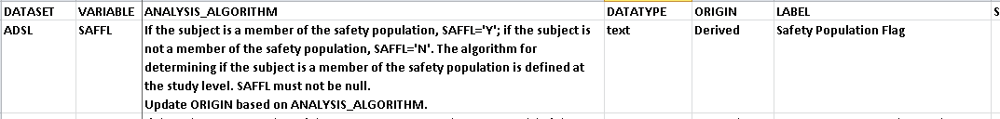 DATASET VARIABLE ANALYSIS_ALGORITHM DATATYPE ORIGIN LABEL S
ADSL SAFFL If the subject is a member of the safety population, SAFFL='Y'; if the subject is text Derived Safety Population Flag
not a member of the safety population, SAFFL='N'. The algorithm for
determining if the subject is a member of the safety population is defined at
the study level. SAFFL must not be null.
Update ORIGIN based on ANALYSIS_ALGORITHM.